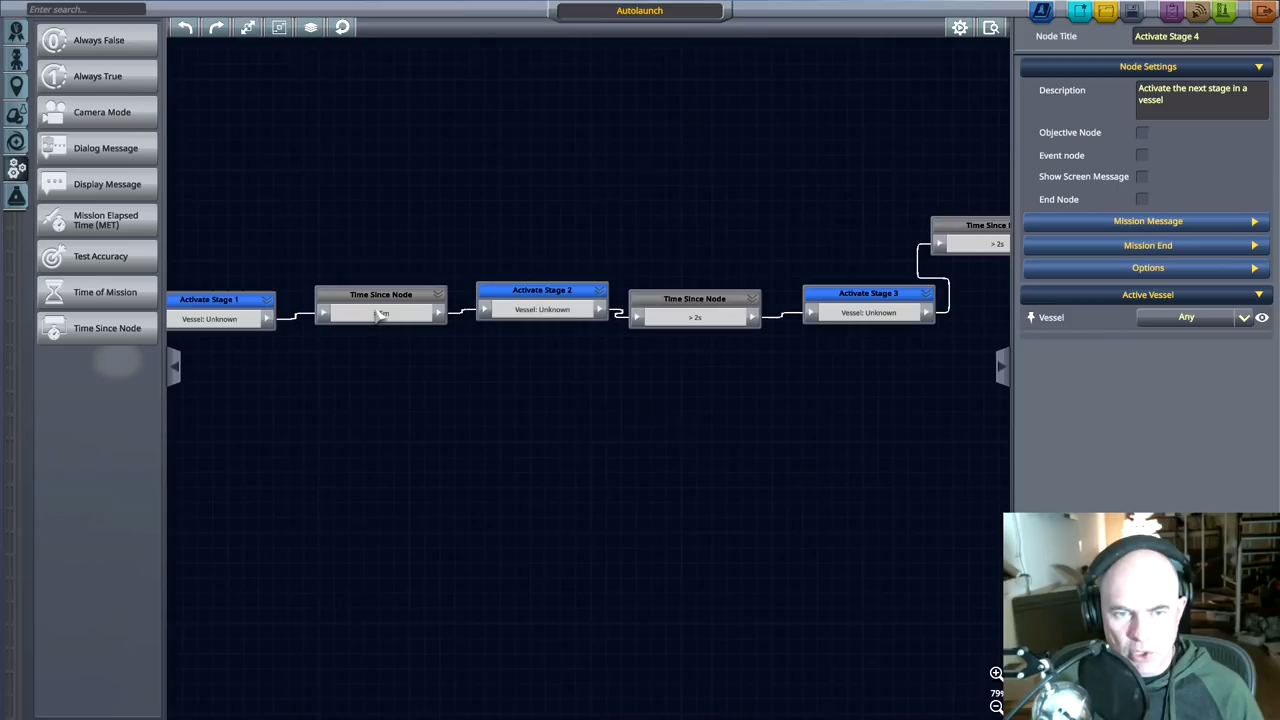 Enter search...
Autolaunch
Always False
Always True
Camera Mode
Dialog Message
Display Message
Mission Elapsed
Time (MET)
Test Accuracy
Time of Mission
Time Since Node
Activate Stage 1
Vessel: Unknown
Time Since Node
Activate Stage 2
Vessel: Unknown
Time Since Node
> 2s
Activate Stage 3
Vessel: Unknown
Time Since
> 2s
Node Title
Activate Stage 4
Node Settings
Description
Activate the next stage in a
vessel
Objective Node
Event node
Show Screen Message
End Node
Mission Message
Mission End
Options
Active Vessel
Vessel
Any
79%